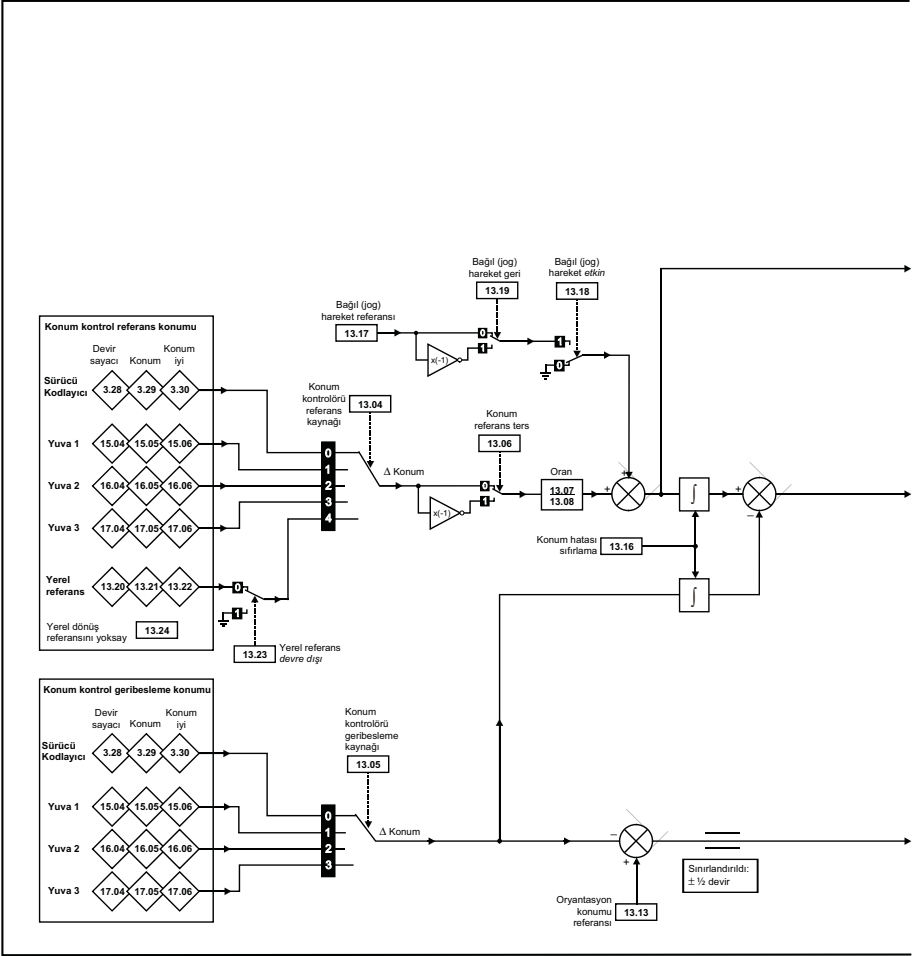 Bağıl (jog)
hareket geri
13.19
Bağıl (jog)
hareket etkin
13.18
Bağıl (jog)
hareket referansı
13.17
0
1
x(-1)
1
0
Konum kontrol referans konumu
Devir
sayacı
Konum
Konum
iyi
Sürücü
Kodlayıcı
3.28
3.29
3.30
Yuva 1
15.04
15.05
15.06
Yuva 2
16.04
16.05
16.06
Yuva 3
17.04
17.05
17.06
Yerel
referans
13.20
13.21
13.22
Yerel dönüş
referansını yoksay
13.24
0
1
13.23
Yerel referans
devre dışı
Konum
kontrolörü
referans
kaynağı
13.04
0
1
2
3
4
Δ Konum
Konum
referans ters
13.06
0
1
x(-1)
Oran
13.07
13.08
+
+
∫
+
–
Konum hatası
sıfırlama
13.16
∫
Konum kontrol geribesleme konumu
Devir
sayacı
Konum
Konum
iyi
Sürücü
Kodlayıcı
3.28
3.29
3.30
Yuva 1
15.04
15.05
15.06
Yuva 2
16.04
16.05
16.06
Yuva 3
17.04
17.05
17.06
Konum
kontrolörü
geribesleme
kaynağı
13.05
0
1
2
3
Δ Konum
–
+
Oryantasyon
konumu
referansı
13.13
Sınırlandırıldı:
± ½ devir